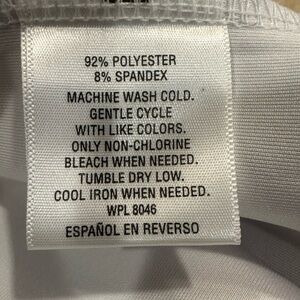 92% POLYESTER
8% SPANDEX
MACHINE WASH COLD.
GENTLE CYCLE
WITH LIKE COLORS.
ONLY NON-CHLORINE
BLEACH WHEN NEEDED.
TUMBLE DRY LOW.
COOL IRON WHEN NEEDED.
WPL 8046
ESPAÑOL EN REVERSO